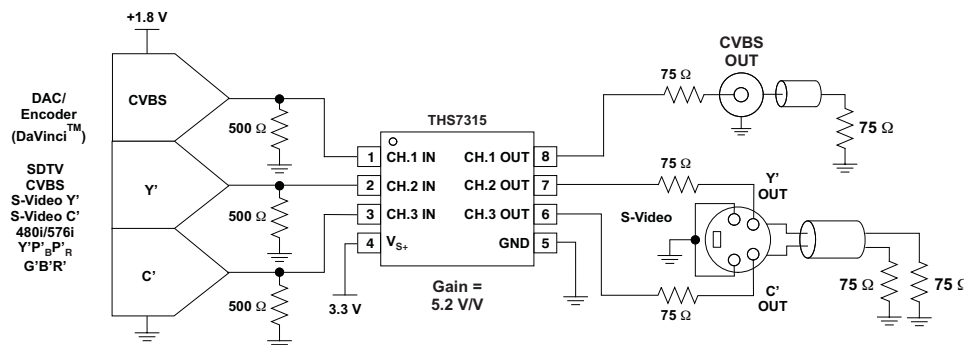 +1.8 V
DAC/
Encoder
(DaVinci™)
SDTV
CVBS
S-Video Y’
S-Video C’
480i/576i
Y’P’BP’R
G’B’R’
CVBS
Y’
C’
500 Ω
500 Ω
500 Ω
3.3 V
THS7315
1 CH.1 IN CH.1 OUT 8
2 CH.2 IN CH.2 OUT 7
3 CH.3 IN CH.3 OUT 6
4 VS+ GND 5
Gain =
5.2 V/V
CVBS
OUT
75 Ω
75 Ω
75 Ω
Y’
OUT
S-Video
C’
OUT
75 Ω
75 Ω
75 Ω